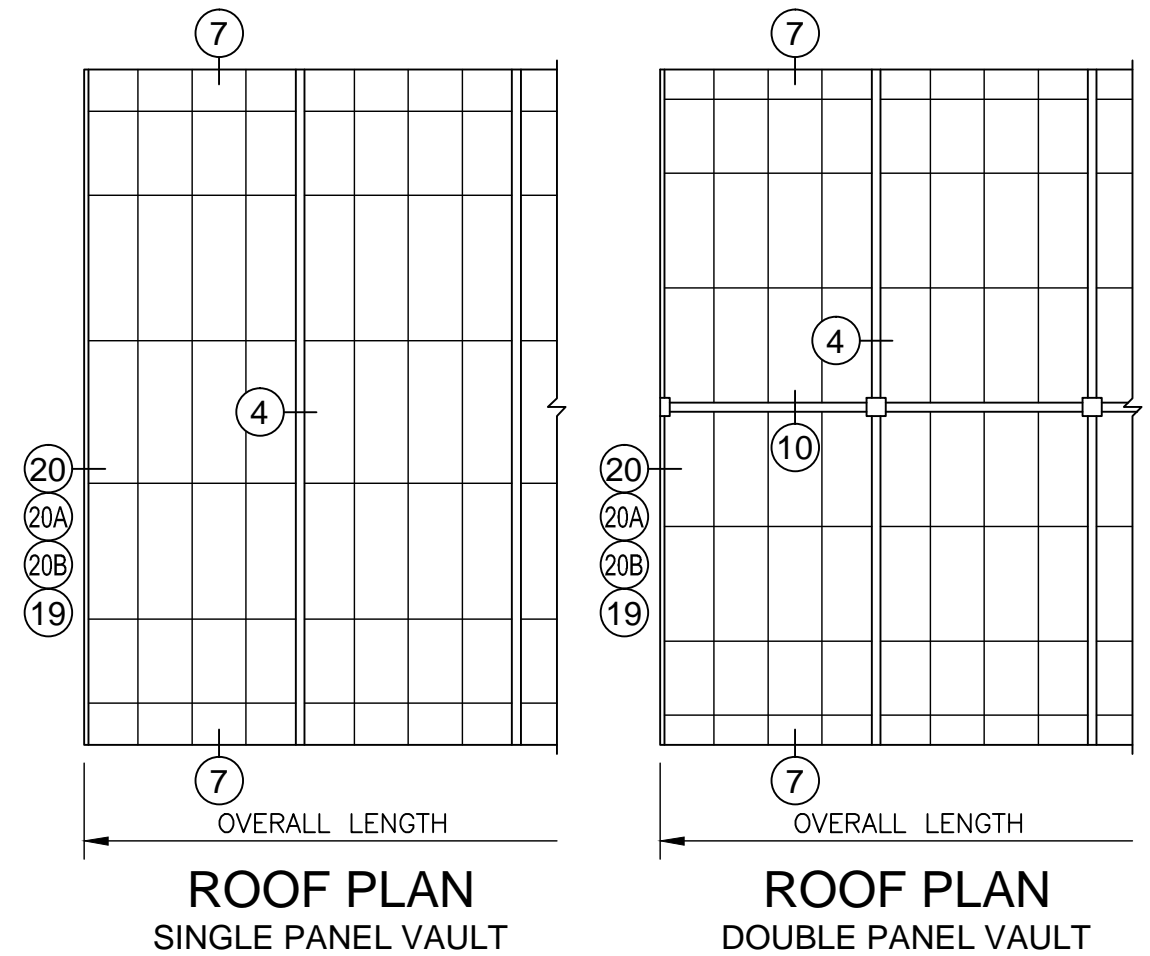 7
4
20
20A
20B
19
7
OVERALL LENGTH
ROOF PLAN
SINGLE PANEL VAULT
7
4
10
20
20A
20B
19
7
OVERALL LENGTH
ROOF PLAN
DOUBLE PANEL VAULT